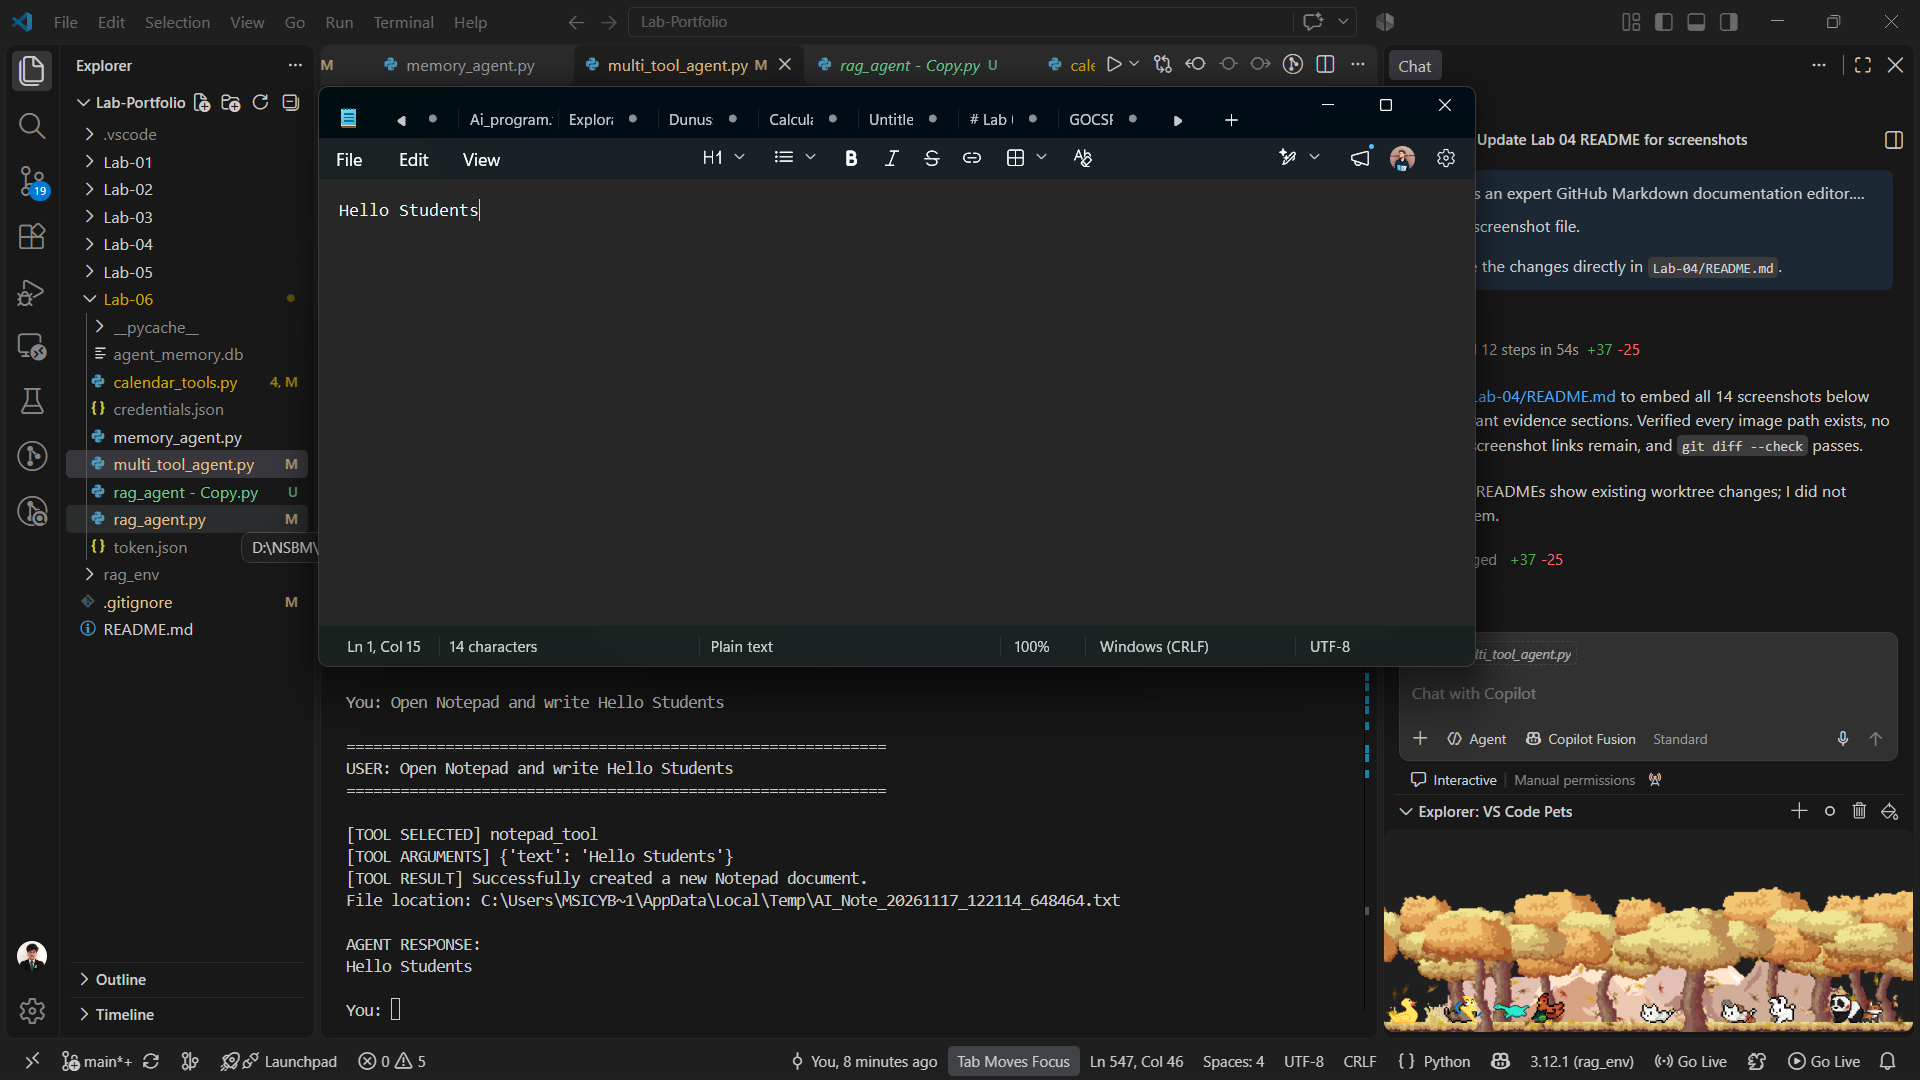 File Edit Selection View Go Run Terminal Help
Lab-Portfolio
Explorer
Lab-Portfolio
.vscode
Lab-01
Lab-02
Lab-03
Lab-04
Lab-05
Lab-06
__pycache__
agent_memory.db
calendar_tools.py 4, M
credentials.json
memory_agent.py
multi_tool_agent.py M
rag_agent - Copy.py U
rag_agent.py M
token.json
D:\NSBM\
rag_env
.gitignore M
README.md
Outline
Timeline
19
M memory_agent.py multi_tool_agent.py M rag_agent - Copy.py U cale
Ai_program. Explora Dunus Calcula Untitle # Lab GOCSF
File Edit View H1 B I S
Hello Students
Ln 1, Col 15 14 characters Plain text 100% Windows (CRLF) UTF-8
You: Open Notepad and write Hello Students
============================================================
USER: Open Notepad and write Hello Students
============================================================
[TOOL SELECTED] notepad_tool
[TOOL ARGUMENTS] {'text': 'Hello Students'}
[TOOL RESULT] Successfully created a new Notepad document.
File location: C:\Users\MSICYB~1\AppData\Local\Temp\AI_Note_20261117_122114_648464.txt
AGENT RESPONSE:
Hello Students
You:
Chat
Update Lab 04 README for screenshots
s an expert GitHub Markdown documentation editor....
screenshot file.
the changes directly in Lab-04/README.md.
12 steps in 54s +37 -25
Lab-04/README.md to embed all 14 screenshots below
ant evidence sections. Verified every image path exists, no
screenshot links remain, and git diff --check passes.
READMEs show existing worktree changes; I did not
em.
ged +37 -25
lti_tool_agent.py
Chat with Copilot
Agent Copilot Fusion Standard
Interactive Manual permissions
Explorer: VS Code Pets
main*+ Launchpad 0 5 You, 8 minutes ago Tab Moves Focus Ln 547, Col 46 Spaces: 4 UTF-8 CRLF { } Python 3.12.1 (rag_env) Go Live Go Live